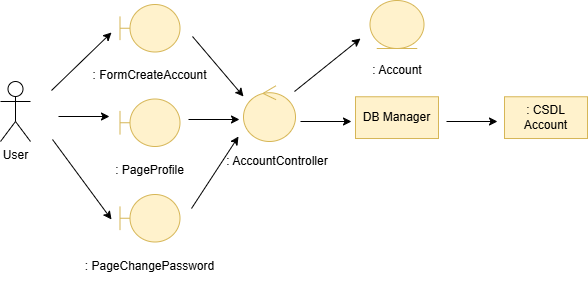 : FormCreateAccount
: Account
DB Manager
: CSDL
Account
User
: PageProfile
: AccountController
: PageChangePassword